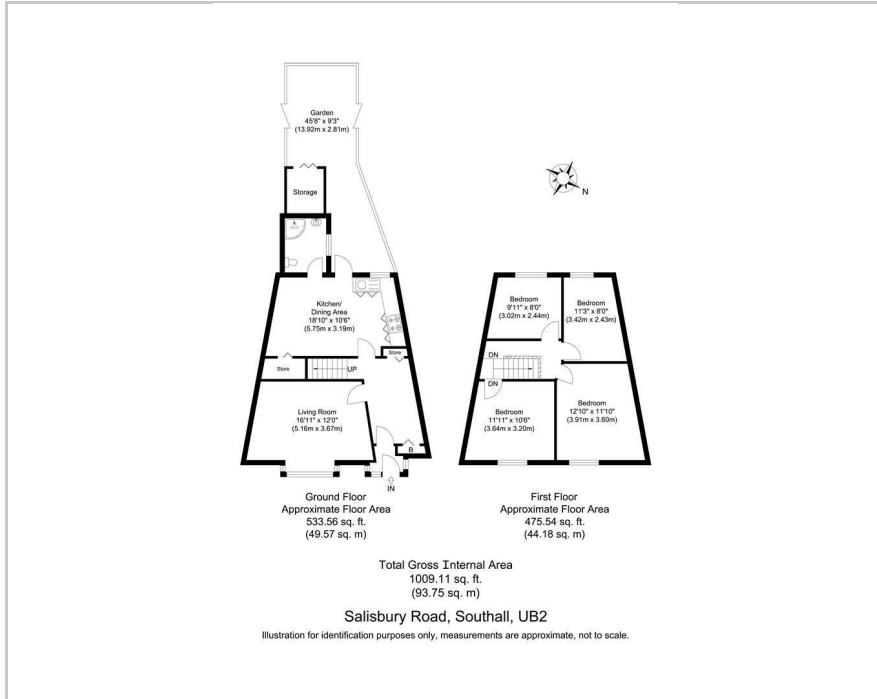 Garden
45'8" x 9'3"
(13.92m x 2.81m)
Storage
N
Kitchen/
Dining Area
18'10" x 10'6"
(5.75m x 3.19m)
Store
Store
UP
Living Room
16'11" x 12'0"
(5.16m x 3.67m)
B
IN
Bedroom
9'11" x 8'0"
(3.02m x 2.44m)
Bedroom
11'3" x 8'0"
(3.42m x 2.43m)
DN
DN
Bedroom
11'11" x 10'6"
(3.64m x 3.20m)
Bedroom
12'10" x 11'10"
(3.91m x 3.60m)
Ground Floor
Approximate Floor Area
533.56 sq. ft.
(49.57 sq. m)
First Floor
Approximate Floor Area
475.54 sq. ft.
(44.18 sq. m)
Total Gross Internal Area
1009.11 sq. ft.
(93.75 sq. m)
Salisbury Road, Southall, UB2
Illustration for identification purposes only, measurements are approximate, not to scale.